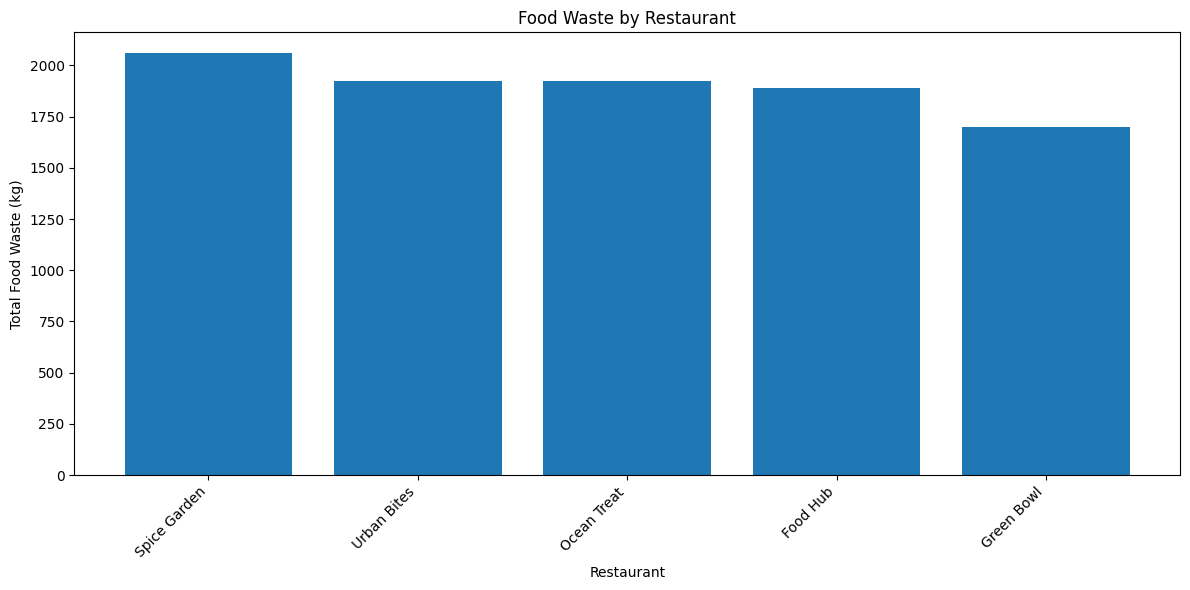 Food Waste by Restaurant
Total Food Waste (kg)
2000
1750
1500
1250
1000
750
500
250
0
Spice Garden
Urban Bites
Ocean Treat
Food Hub
Green Bowl
Restaurant